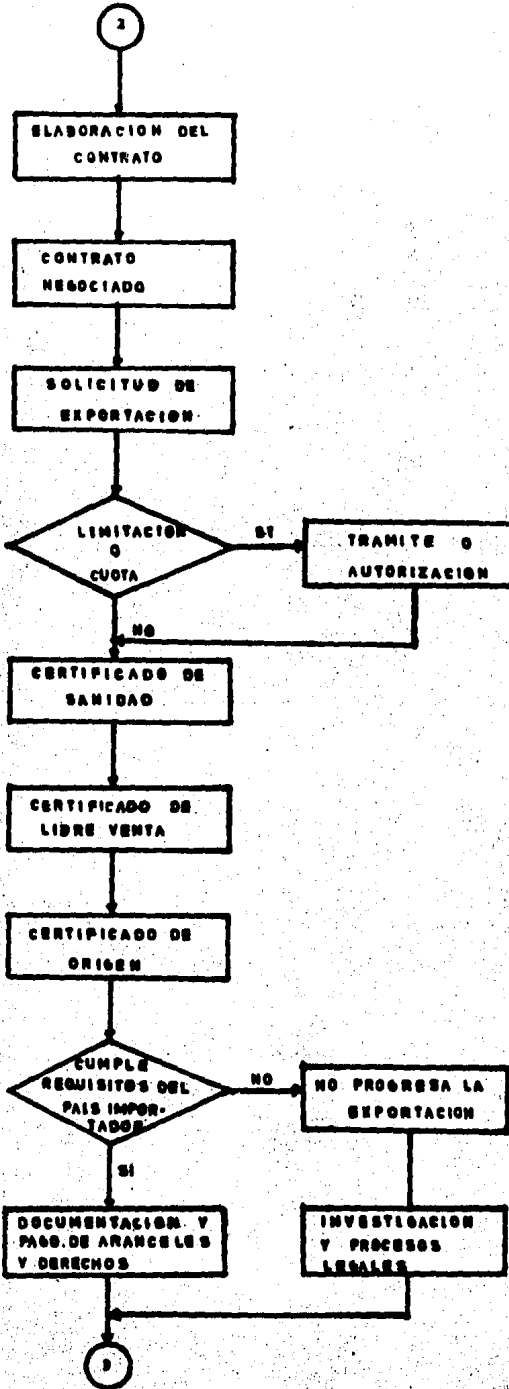 2
ELABORACION DEL
CONTRATO
CONTRATO
NEGOCIADO
SOLICITUD DE
EXPORTACION
LIMITACION
O
CUOTA
SI
TRAMITE O
AUTORIZACION
NO
CERTIFICADO DE
SANIDAD
CERTIFICADO DE
LIBRE VENTA
CERTIFICADO DE
ORIGEN
CUMPLE
REQUISITOS DEL
PAIS IMPOR-
TADOR
NO
NO PROGRESA LA
EXPORTACION
SI
DOCUMENTACION Y
PAGO. DE ARANCELES
Y DERECHOS
INVESTIGACION
Y PROCESOS
LEGALES